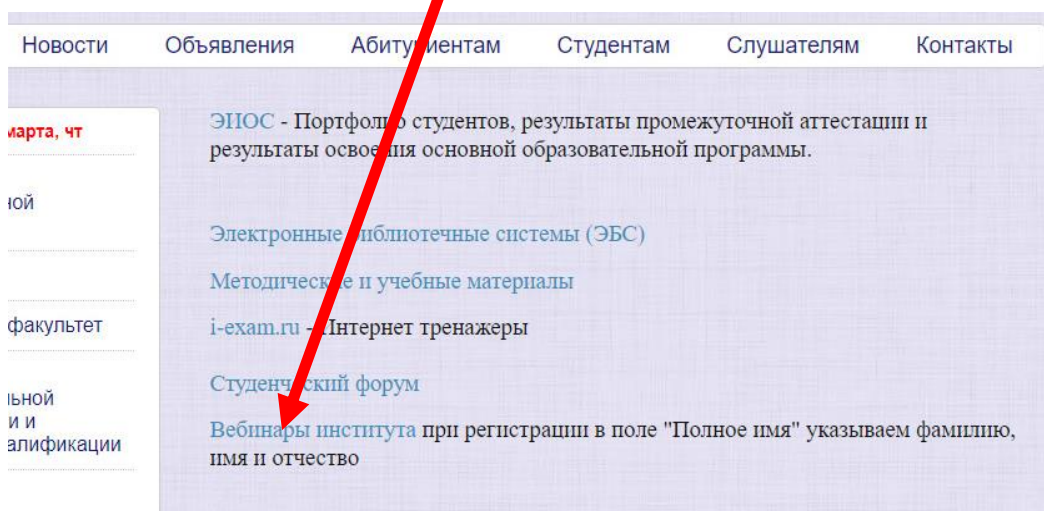 Новости Объявления Абитуриентам Студентам Слушателям Контакты
марта, чт
ной
факультет
льной
и и
алификации
ЭИОС - Портфолио студентов, результаты промежуточной аттестации и
результаты освоения основной образовательной программы.
Электронные библиотечные системы (ЭБС)
Методические и учебные материалы
i-exam.ru - Интернет тренажеры
Студенческий форум
Вебинары института при регистрации в поле "Полное имя" указываем фамилию,
имя и отчество